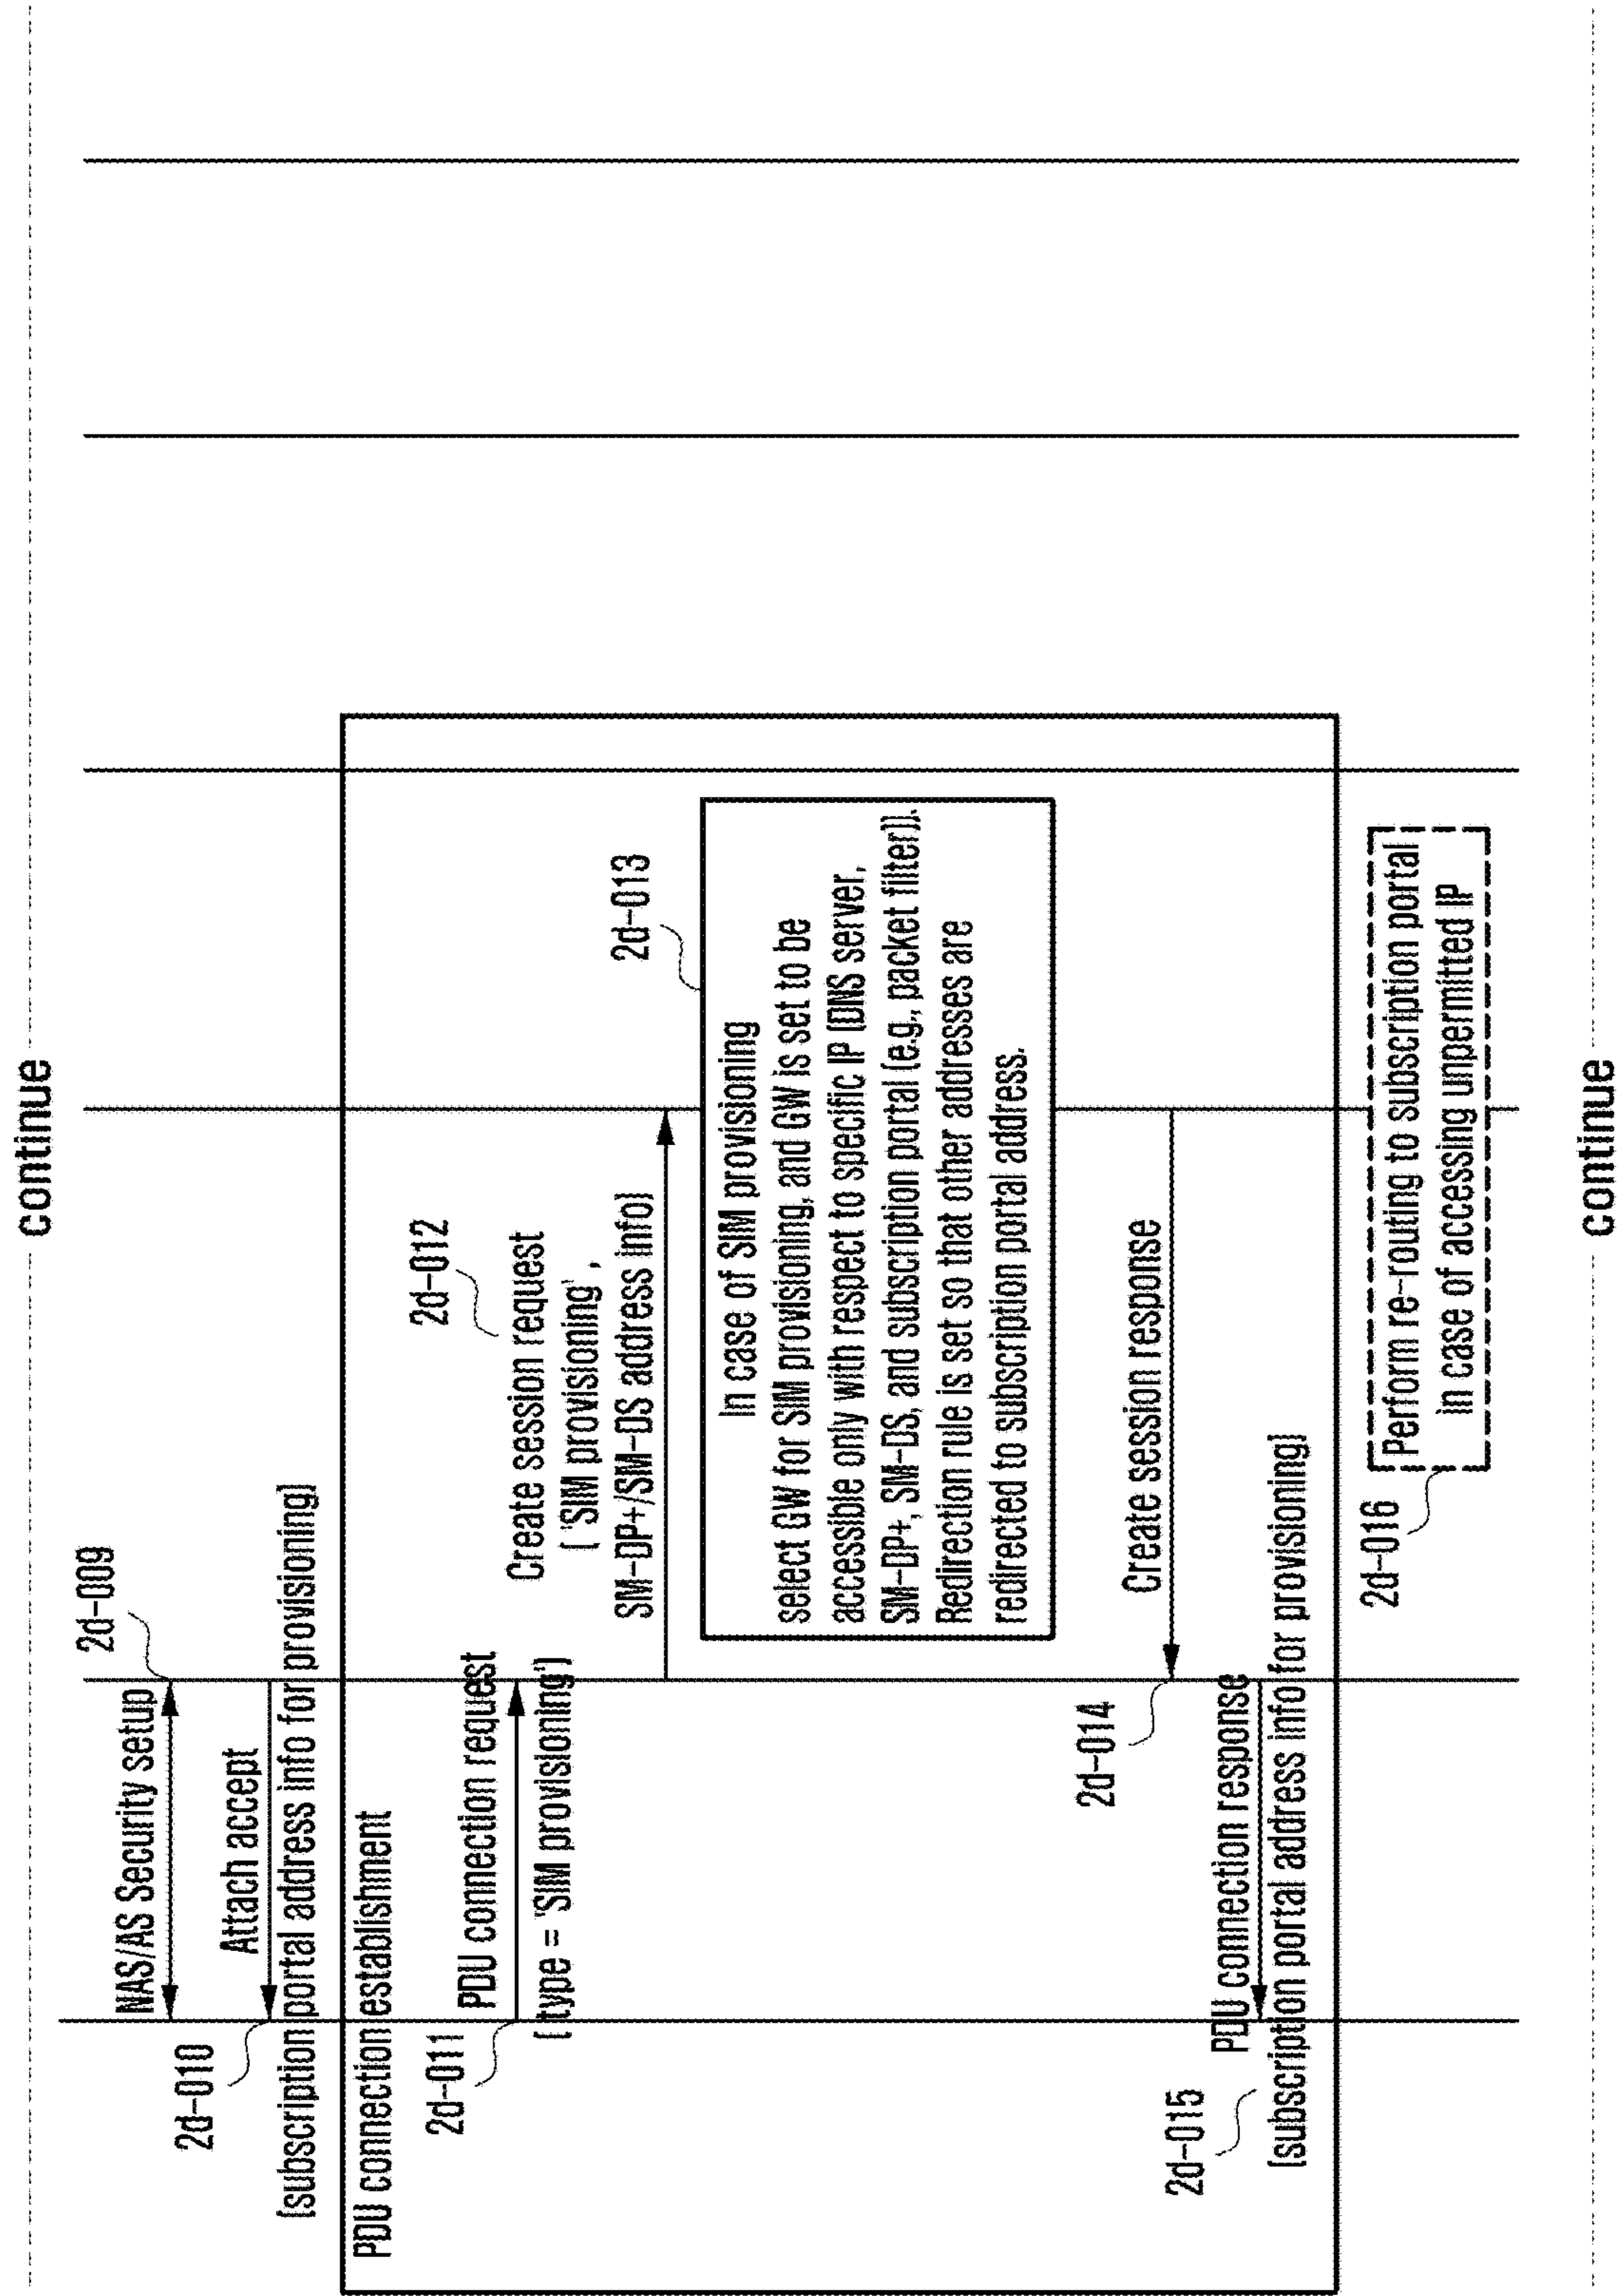 continue
2d-009
NAS/AS Security setup
2d-010
Attach accept
(subscription portal address info for provisioning)
PDU connection establishment
2d-011
PDU connection request
( type = 'SIM provisioning')
2d-012
Create session request
( 'SIM provisioning',
SM-DP+/SM-DS address info)
2d-013
In case of SIM provisioning
select GW for SIM provisioning, and GW is set to be
accessible only with respect to specific IP (DNS server,
SM-DP+, SM-DS, and subscription portal (e.g., packet filter)).
Redirection rule is set so that other addresses are
redirected to subscription portal address.
2d-014
Create session response
2d-015
PDU connection response
(subscription portal address info for provisioning)
2d-016
Perform re-routing to subscription portal
in case of accessing unpermitted IP
continue